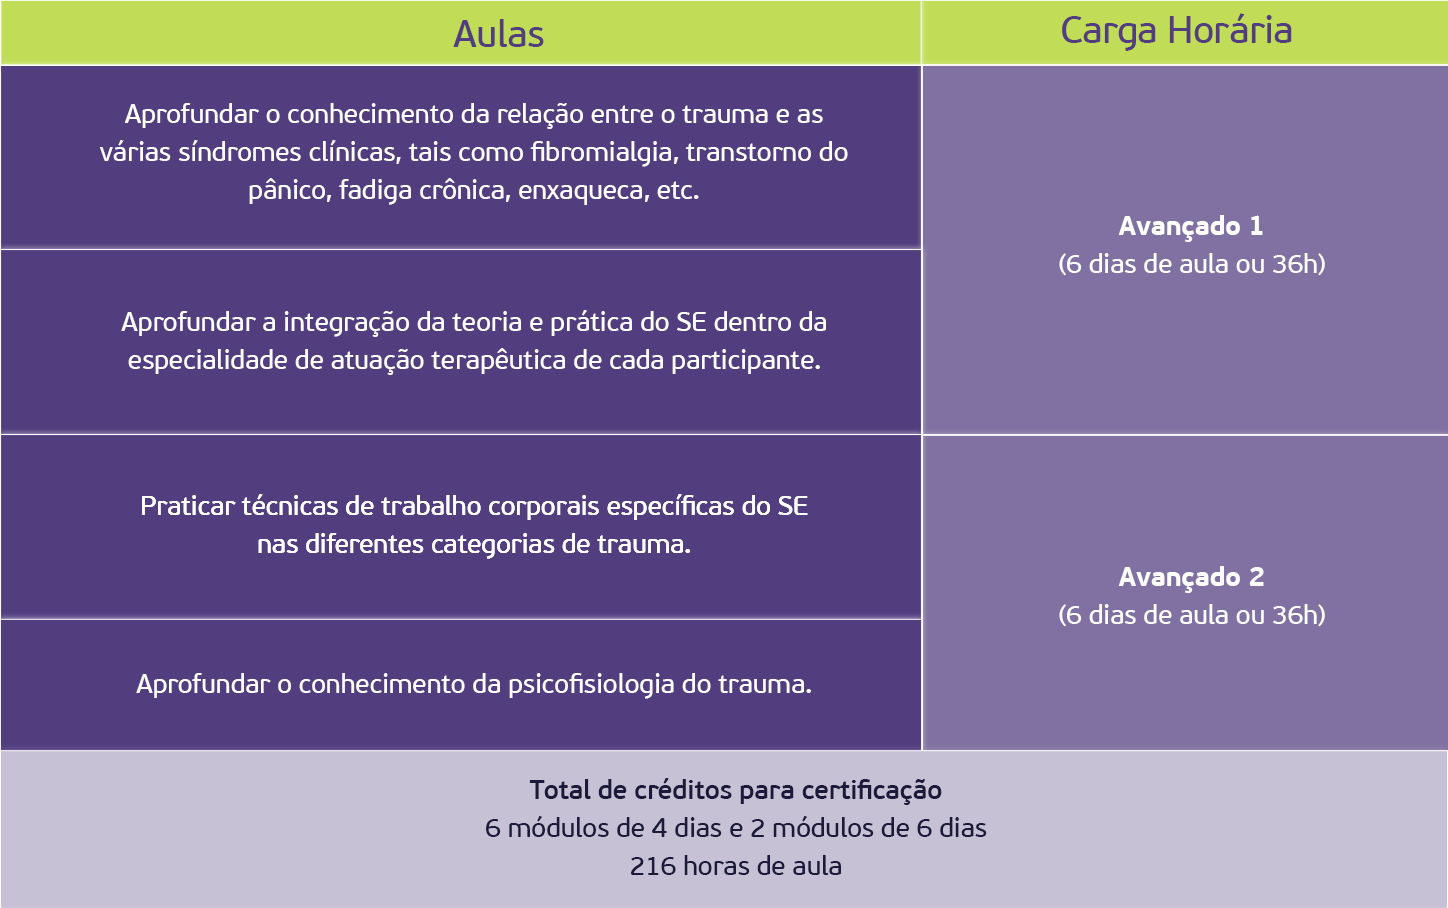 Aulas
Carga Horária
Aprofundar o conhecimento da relação entre o trauma e as
várias síndromes clínicas, tais como fibromialgia, transtorno do
pânico, fadiga crônica, enxaqueca, etc.
Avançado 1
(6 dias de aula ou 36h)
Aprofundar a integração da teoria e prática do SE dentro da
especialidade de atuação terapêutica de cada participante.
Praticar técnicas de trabalho corporais específicas do SE
nas diferentes categorias de trauma.
Avançado 2
(6 dias de aula ou 36h)
Aprofundar o conhecimento da psicofisiologia do trauma.
Total de créditos para certificação
6 módulos de 4 dias e 2 módulos de 6 dias
216 horas de aula